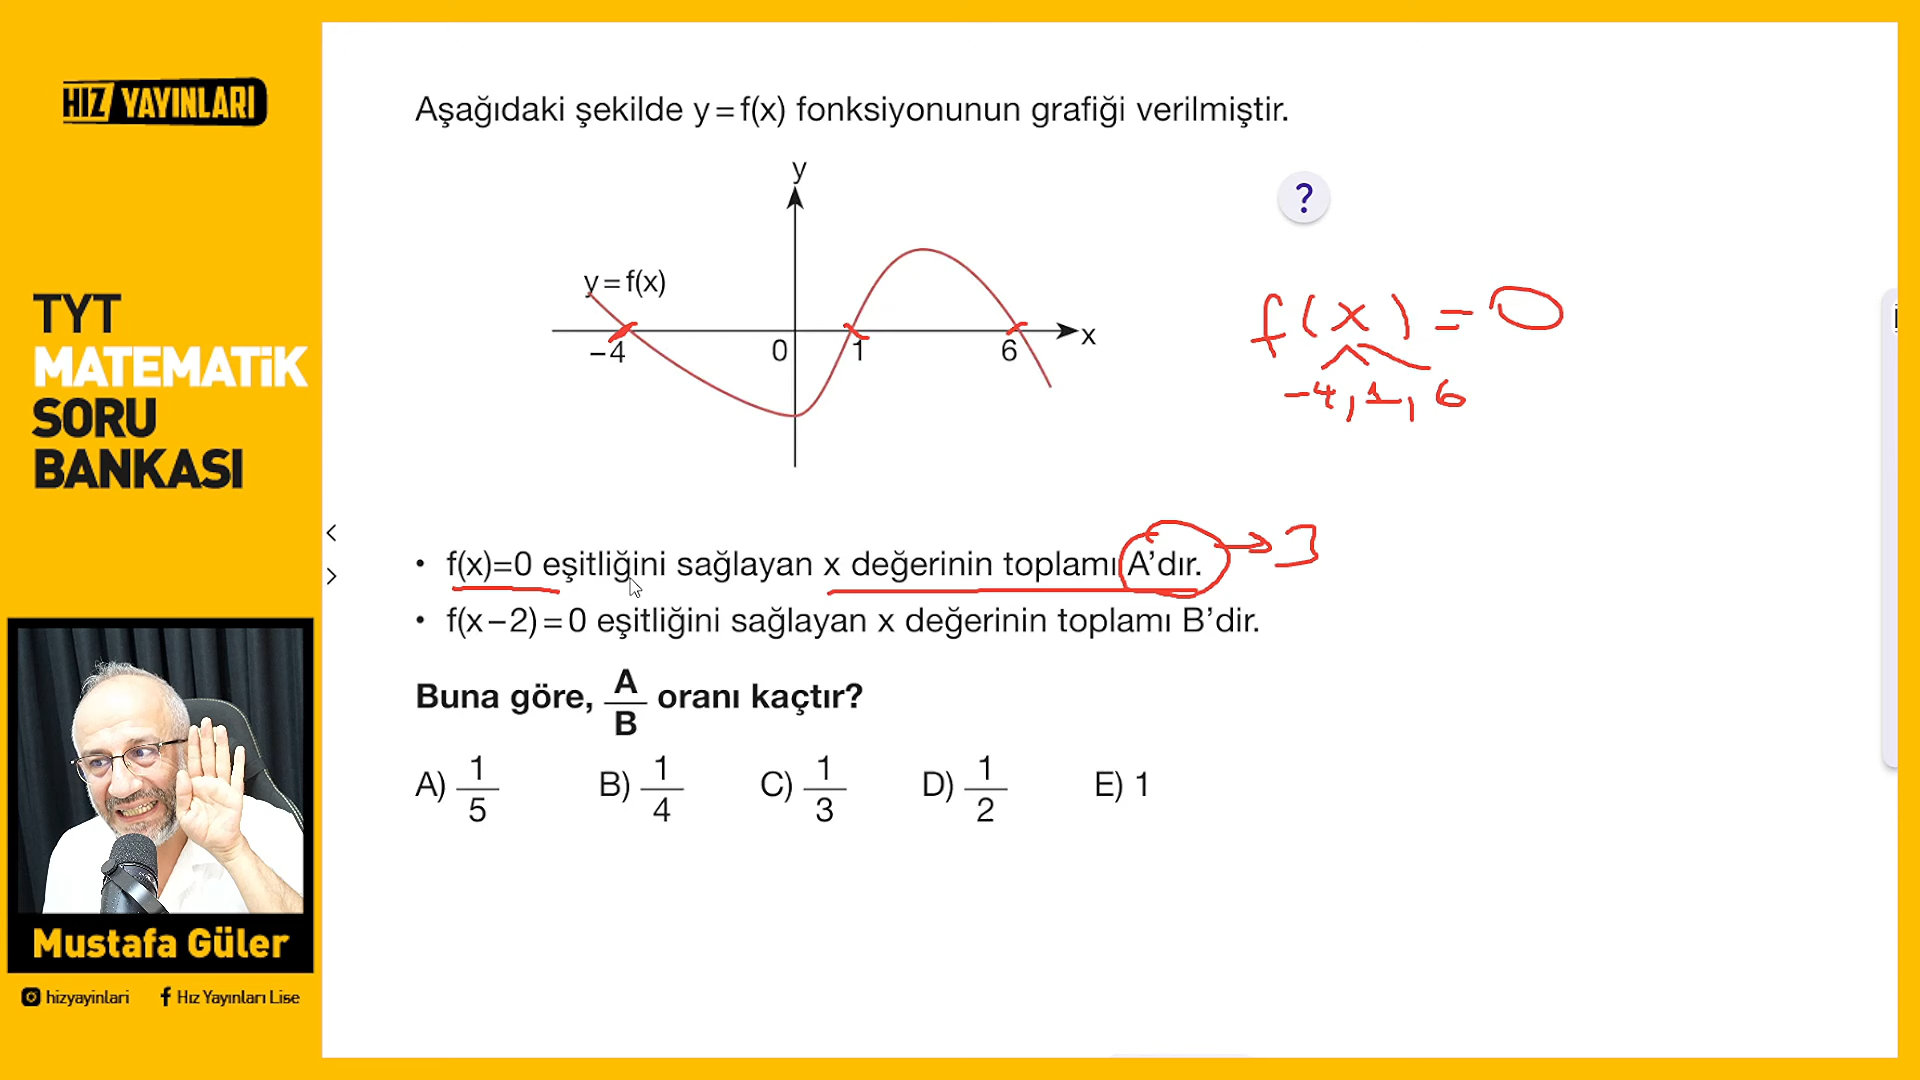 HIZ YAYINLARI
TYT
MATEMATİK
SORU
BANKASI
Mustafa Güler
hizyayinlari
Hız Yayınları Lise
Aşağıdaki şekilde y=f(x) fonksiyonunun grafiği verilmiştir.
y
y=f(x)
x
−4
0
1
6
?
f(x)=0
-4, 1, 6
• f(x)=0 eşitliğini sağlayan x değerinin toplamı A'dır. → 3
• f(x−2)=0 eşitliğini sağlayan x değerinin toplamı B'dir.
Buna göre, A/B oranı kaçtır?
A) 1/5 B) 1/4 C) 1/3 D) 1/2 E) 1